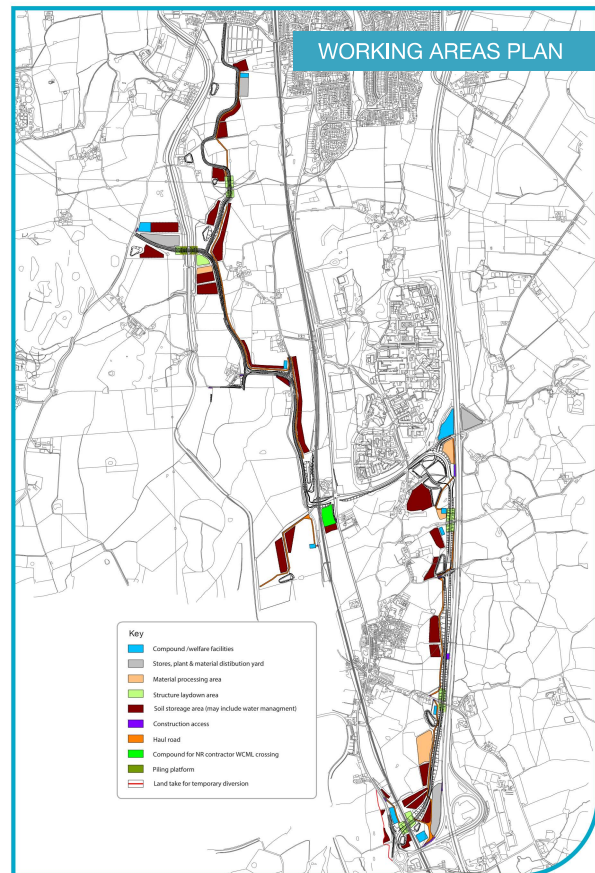 WORKING AREAS PLAN
Key
Compound /welfare facilities
Stores, plant & material distibution yard
Material processing area
Structure laydown area
Soil storeage area (may include water managment)
Construction access
Haul road
Compound for NR contractor WCML crossing
Piling platform
Land take for temporary diversion